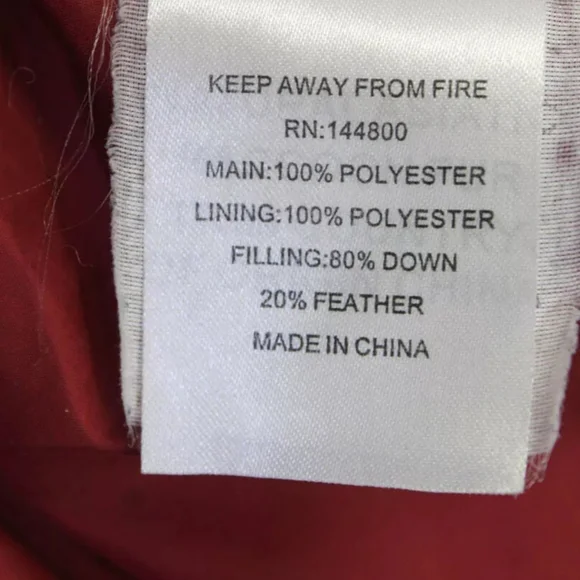 KEEP AWAY FROM FIRE
RN:144800
MAIN:100% POLYESTER
LINING:100% POLYESTER
FILLING:80% DOWN
20% FEATHER
MADE IN CHINA